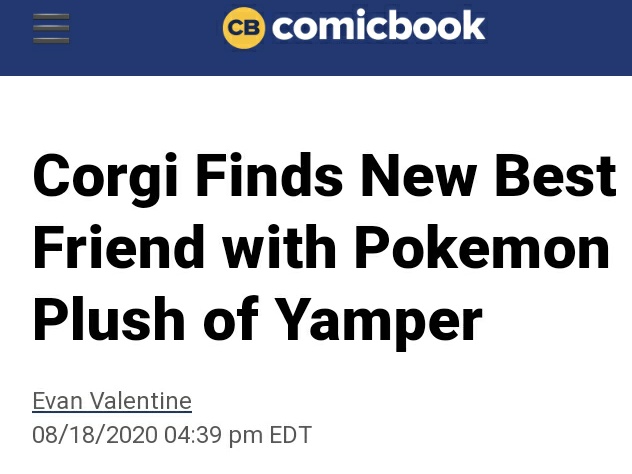 CB comicbook
Corgi Finds New Best
Friend with Pokemon
Plush of Yamper
Evan Valentine
08/18/2020 04:39 pm EDT